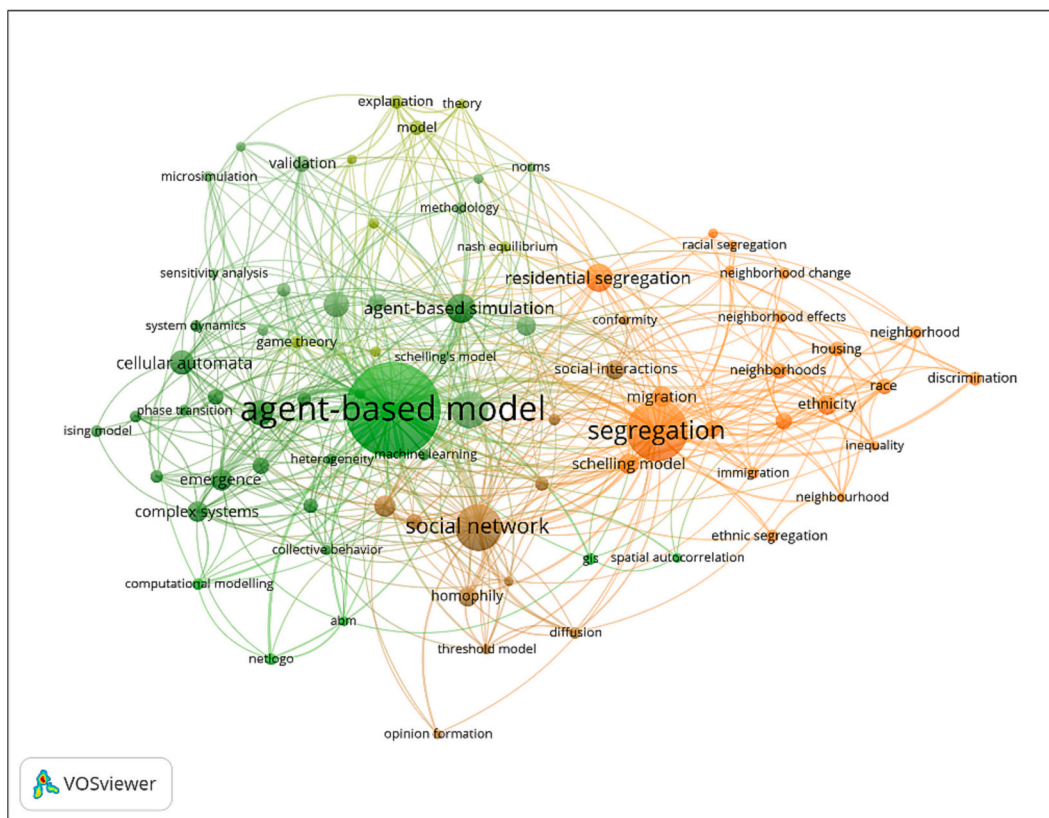 explanation
theory
model
validation
norms
microsimulation
methodology
racial segregation
nash equilibrium
sensitivity analysis
residential segregation
neighborhood change
agent-based simulation
conformity
neighborhood effects
system dynamics
neighborhood
game theory
schelling's model
housing
cellular automata
social interactions
neighborhoods
discrimination
race
migration
ethnicity
phase transition
agent-based model
segregation
ising model
inequality
heterogeneity
machine learning
schelling model
immigration
emergence
neighbourhood
complex systems
social network
ethnic segregation
collective behavior
gis
spatial autocorrelation
computational modelling
homophily
abm
diffusion
threshold model
netlogo
opinion formation
VOSviewer